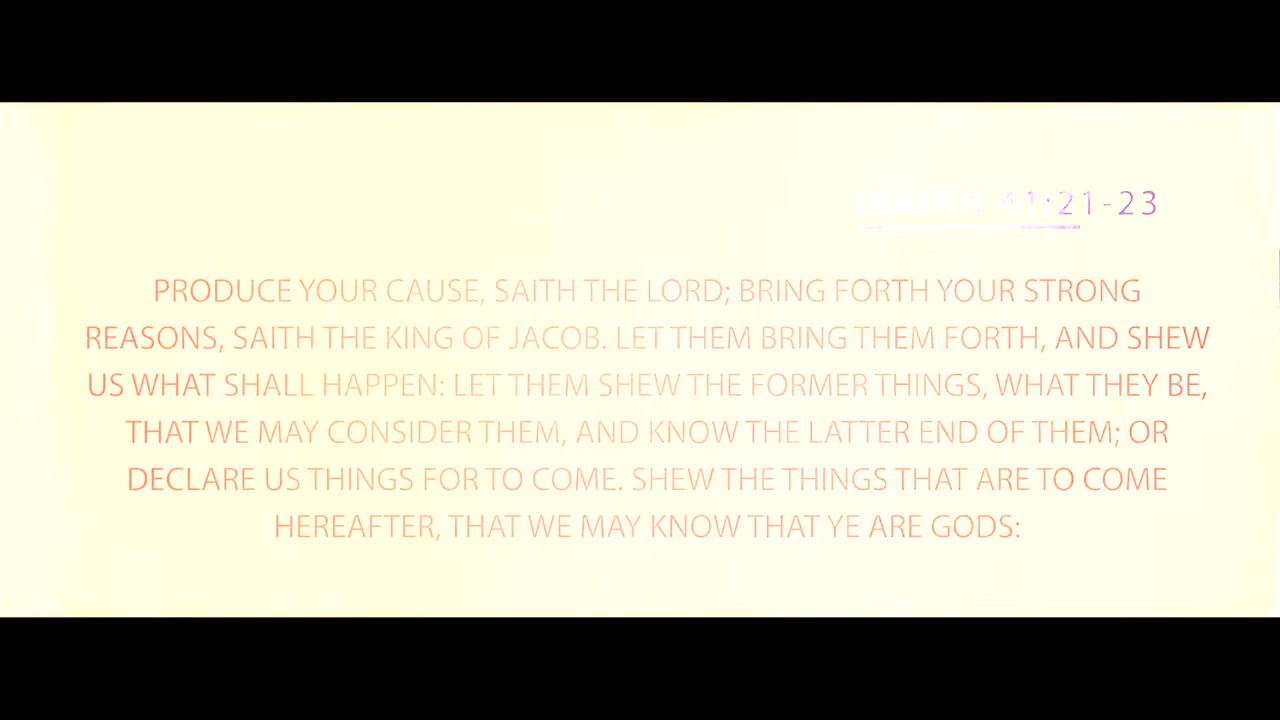 ISAIAH 41:21-23
PRODUCE YOUR CAUSE, SAITH THE LORD; BRING FORTH YOUR STRONG
REASONS, SAITH THE KING OF JACOB. LET THEM BRING THEM FORTH, AND SHEW
US WHAT SHALL HAPPEN: LET THEM SHEW THE FORMER THINGS, WHAT THEY BE,
THAT WE MAY CONSIDER THEM, AND KNOW THE LATTER END OF THEM; OR
DECLARE US THINGS FOR TO COME. SHEW THE THINGS THAT ARE TO COME
HEREAFTER, THAT WE MAY KNOW THAT YE ARE GODS: